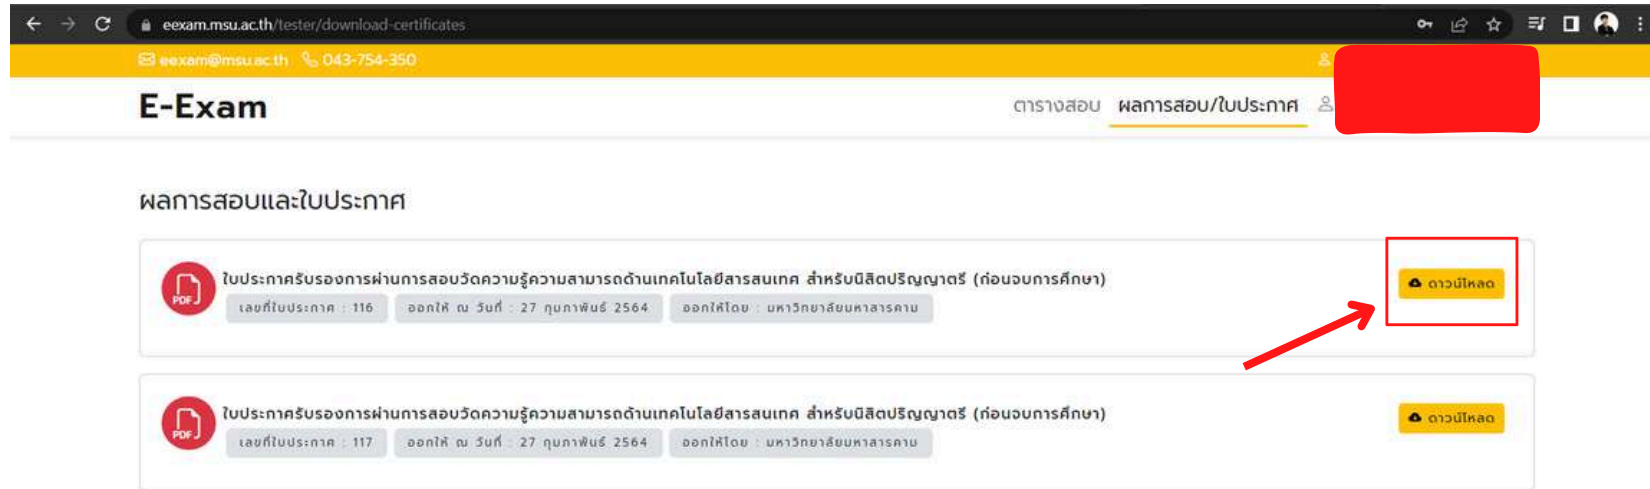 eexam.msu.ac.th/tester/download-certificates
eexam@msu.ac.th 043-754-350
E-Exam
ตารางสอบ ผลการสอบ/ใบประกาศ
ผลการสอบและใบประกาศ
PDF
ใบประกาศรับรองการผ่านการสอบวัดความรู้ความสามารถด้านเทคโนโลยีสารสนเทศ สำหรับนิสิตปริญญาตรี (ก่อนจบการศึกษา)
ดาวน์โหลด
เลขที่ใบประกาศ : 116 ออกให้ ณ วันที่ : 27 กุมภาพันธ์ 2564 ออกให้โดย : มหาวิทยาลัยมหาสารคาม
PDF
ใบประกาศรับรองการผ่านการสอบวัดความรู้ความสามารถด้านเทคโนโลยีสารสนเทศ สำหรับนิสิตปริญญาตรี (ก่อนจบการศึกษา)
ดาวน์โหลด
เลขที่ใบประกาศ : 117 ออกให้ ณ วันที่ : 27 กุมภาพันธ์ 2564 ออกให้โดย : มหาวิทยาลัยมหาสารคาม